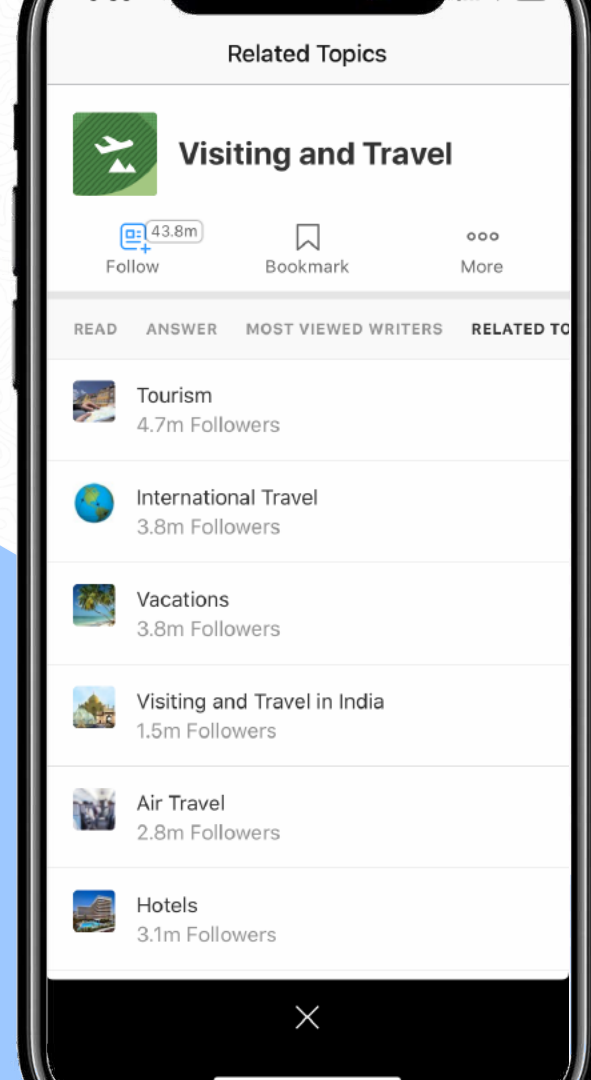 Related Topics
Visiting and Travel
43.8m
Follow
Bookmark
More
READ ANSWER MOST VIEWED WRITERS RELATED TO
Tourism
4.7m Followers
International Travel
3.8m Followers
Vacations
3.8m Followers
Visiting and Travel in India
1.5m Followers
Air Travel
2.8m Followers
Hotels
3.1m Followers